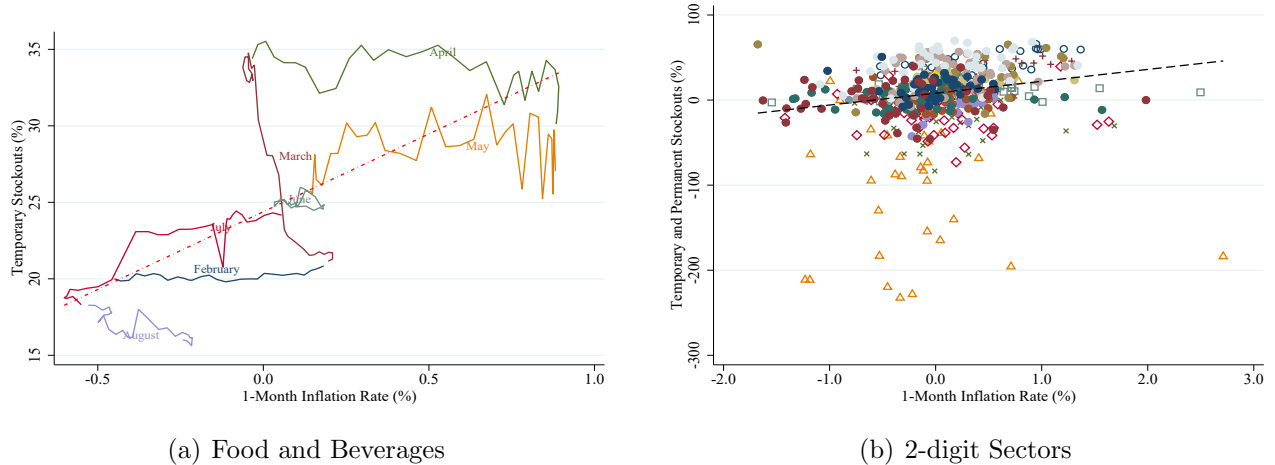 Temporary Stockouts (%)
35
30
25
20
15
April
May
March
June
July
February
August
-0.5
0.0
0.5
1.0
1-Month Inflation Rate (%)
(a) Food and Beverages
Temporary and Permanent Stockouts (%)
100
0
-100
-200
-300
-2.0
-1.0
0.0
1.0
2.0
3.0
1-Month Inflation Rate (%)
(b) 2-digit Sectors